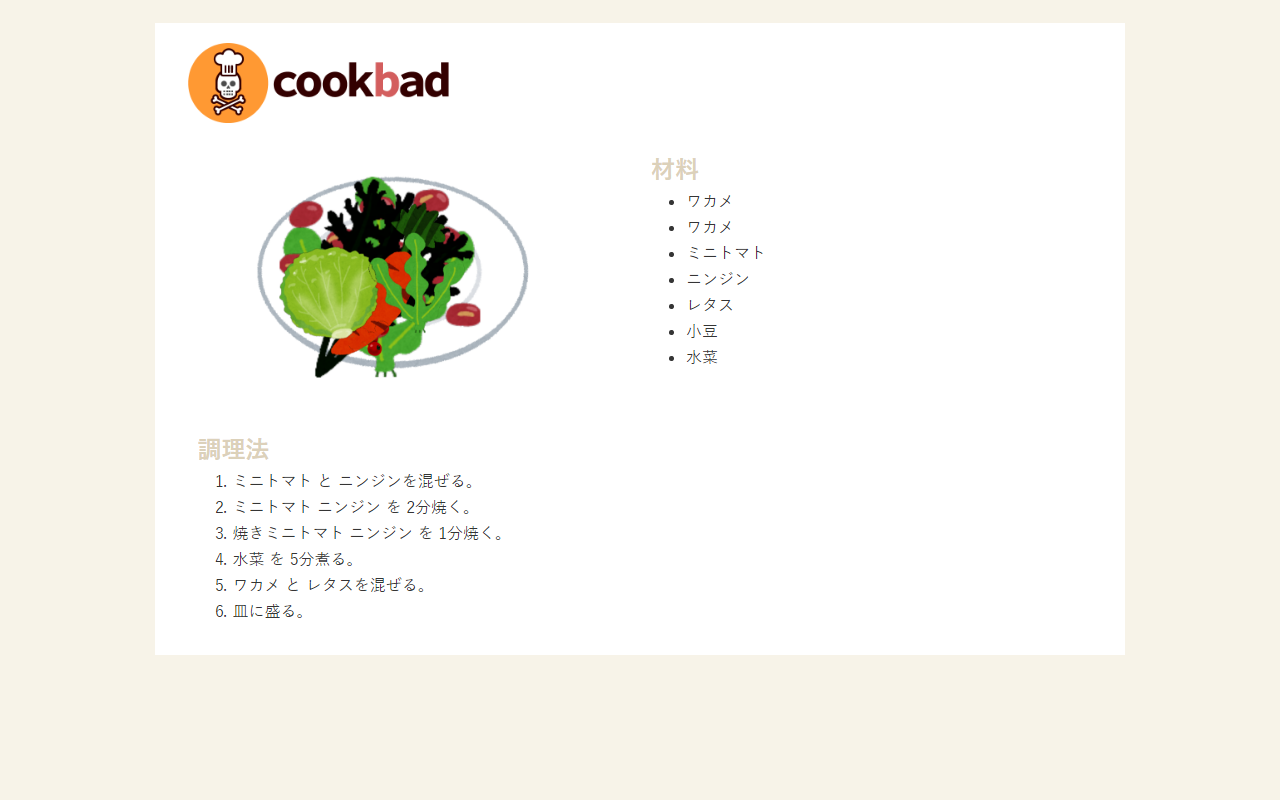 cookbad
材料
ワカメ
ワカメ
ミニトマト
ニンジン
レタス
小豆
水菜
調理法
1. ミニトマト と ニンジンを混ぜる。
2. ミニトマト ニンジン を 2分焼く。
3. 焼きミニトマト ニンジン を 1分焼く。
4. 水菜 を 5分煮る。
5. ワカメ と レタスを混ぜる。
6. 皿に盛る。